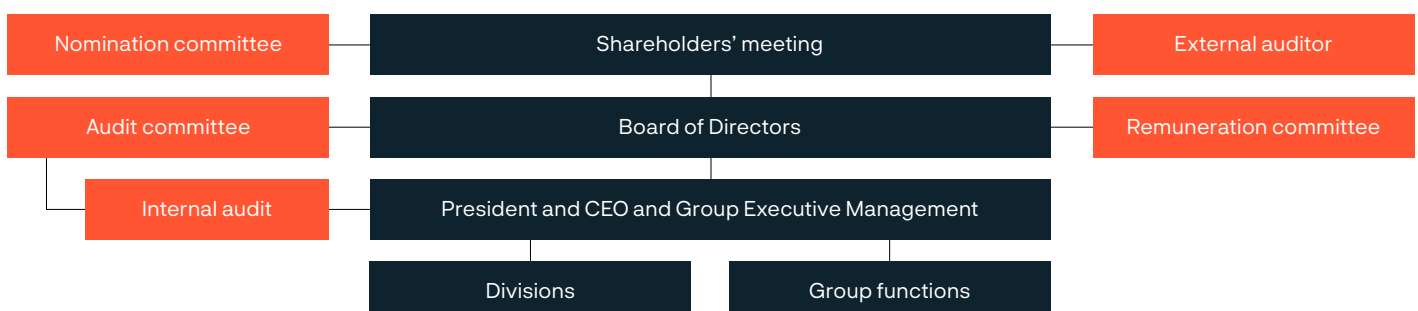 Nomination committee
Shareholders’ meeting
External auditor
Audit committee
Board of Directors
Remuneration committee
Internal audit
President and CEO and Group Executive Management
Divisions
Group functions